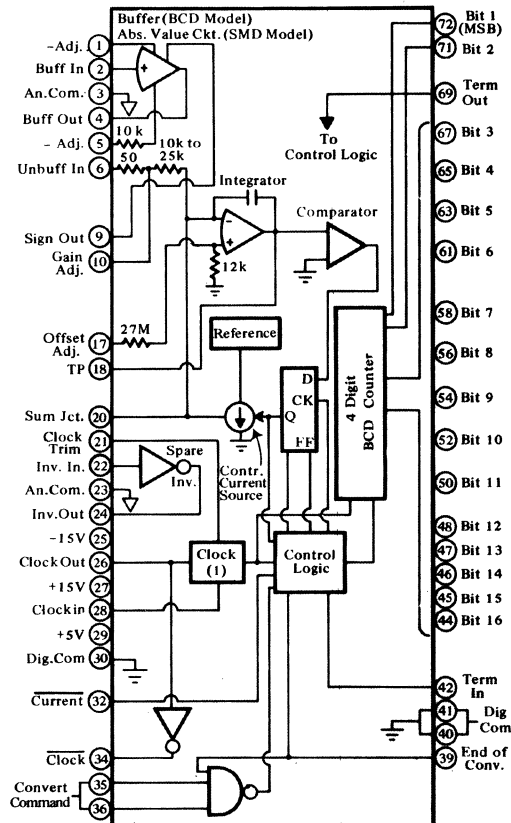 Buffer (BCD Model)
Abs. Value Ckt. (SMD Model)
-Adj. 1
Buff In 2
An.Com. 3
Buff Out 4
- Adj. 5
Unbuff In 6
Sign Out 9
Gain Adj. 10
Offset Adj. 17
TP 18
Sum Jct. 20
Clock Trim 21
Inv. In. 22
An.Com. 23
Inv.Out 24
-15V 25
Clock Out 26
+15V 27
Clock in 28
+5V 29
Dig.Com 30
Current 32
Clock 34
Convert Command 35
36
+
10k
50
10k to 25k
Integrator
-
+
12k
Comparator
27M
Reference
Contr. Current Source
Spare Inv.
D
CK
Q
FF
4 Digit BCD Counter
Clock (1)
Control Logic
To Control Logic
72 Bit 1 (MSB)
71 Bit 2
69 Term Out
67 Bit 3
65 Bit 4
63 Bit 5
61 Bit 6
58 Bit 7
56 Bit 8
54 Bit 9
52 Bit 10
50 Bit 11
48 Bit 12
47 Bit 13
46 Bit 14
45 Bit 15
44 Bit 16
42 Term In
41 Dig Com
40
39 End of Conv.